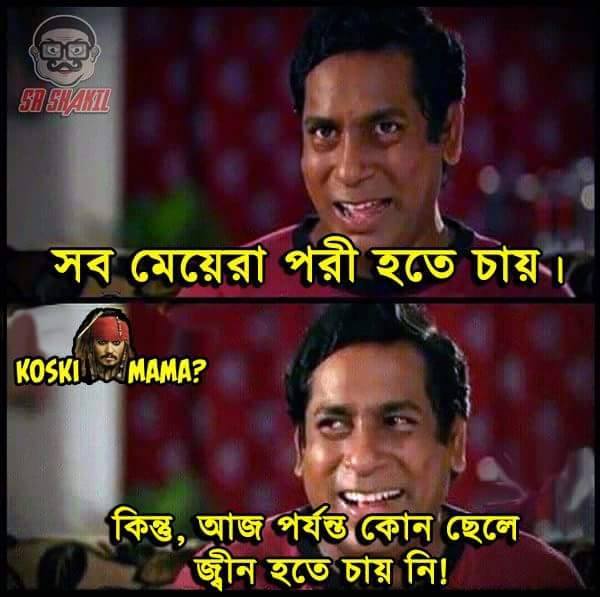 SR SHAKIL
সব মেয়েরা পরী হতে চায়।
KOSKI MAMA?
কিন্তু, আজ পর্যন্ত কোন ছেলে
জ্বীন হতে চায় নি!